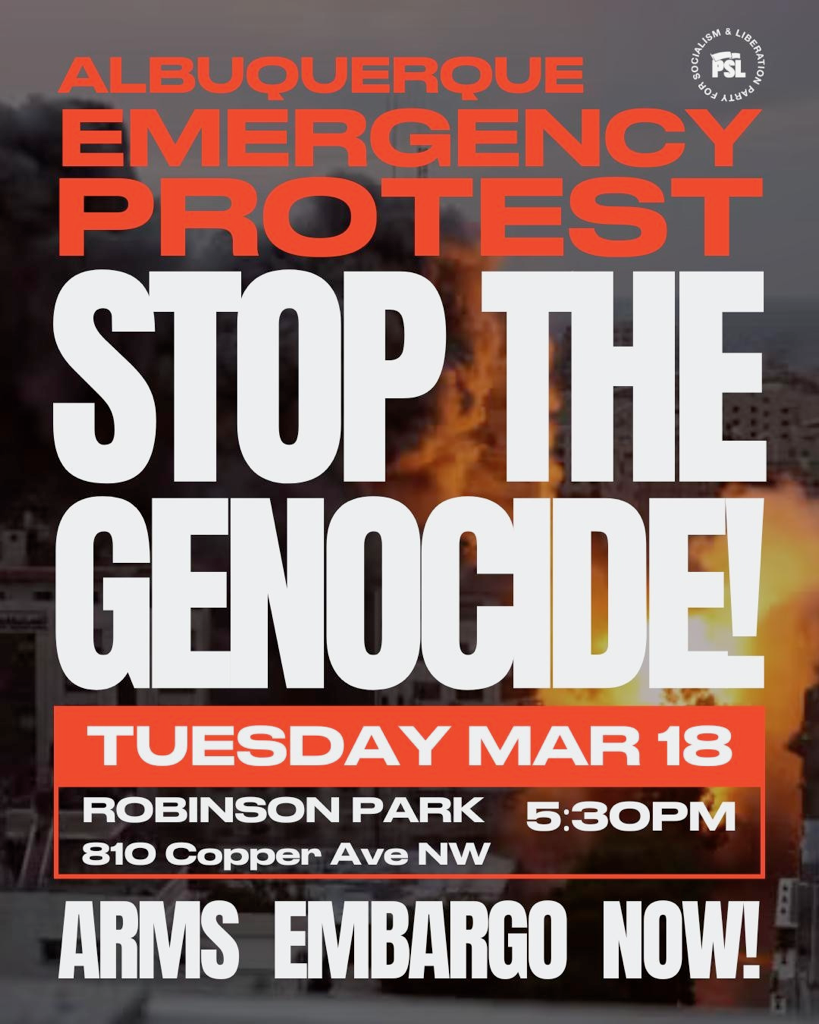 ALBUQUERQUE
PARTY FOR SOCIALISM & LIBERATION
PSL
EMERGENCY
PROTEST
STOP THE
GENOCIDE!
TUESDAY MAR 18
ROBINSON PARK 5:30PM
810 Copper Ave NW
ARMS EMBARGO NOW!